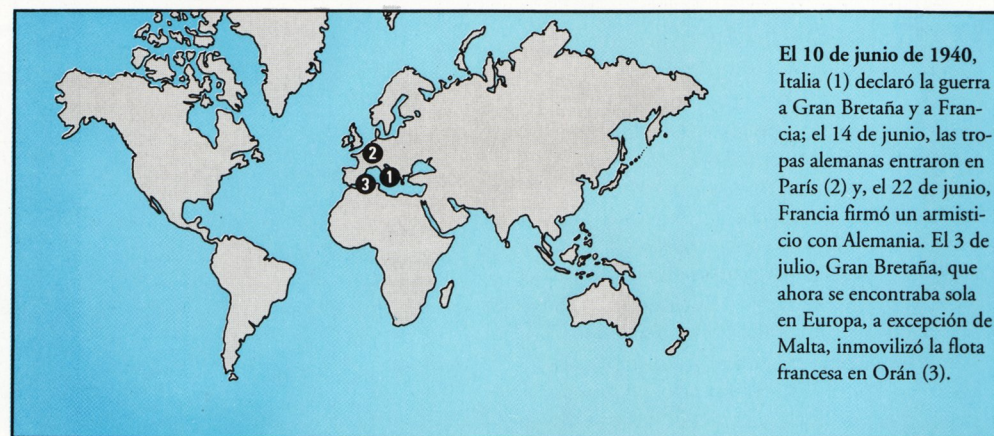 El 10 de junio de 1940,
Italia (1) declaró la guerra
a Gran Bretaña y a Fran-
cia; el 14 de junio, las tro-
pas alemanas entraron en
París (2) y, el 22 de junio,
Francia firmó un armisti-
cio con Alemania. El 3 de
julio, Gran Bretaña, que
ahora se encontraba sola
en Europa, a excepción de
Malta, inmovilizó la flota
francesa en Orán (3).
2
1
3